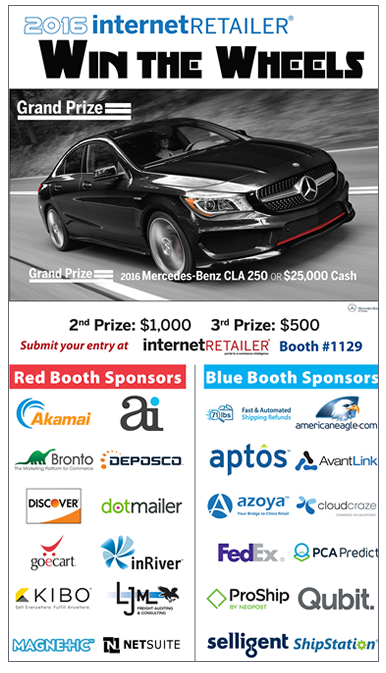 2016 internetRETAILER®
WIN THE WHEELS
Grand Prize
Grand Prize 2016 Mercedes-Benz CLA 250 OR $25,000 Cash
2nd Prize: $1,000 3rd Prize: $500
Submit your entry at internetRETAILER® Booth #1129
portal to e-commerce intelligence
Red Booth Sponsors
Akamai
ai
Bronto
The Marketing Platform for Commerce
DEPOSCO
DISCOVER
dotmailer
goecart
inRiver
KIBO
Sell Everywhere. Fulfill Anywhere.
LJM
FREIGHT AUDITING
& CONSULTING
MAGNETIC
N NETSUITE
Blue Booth Sponsors
71lbs
Fast & Automated
Shipping Refunds
americaneagle.com
aptos
AvantLink
azoya
Your Bridge to China Retail
cloudcraze
FedEx
PCA Predict
ProShip
BY NEOPOST
Qubit.
selligent
ShipStation